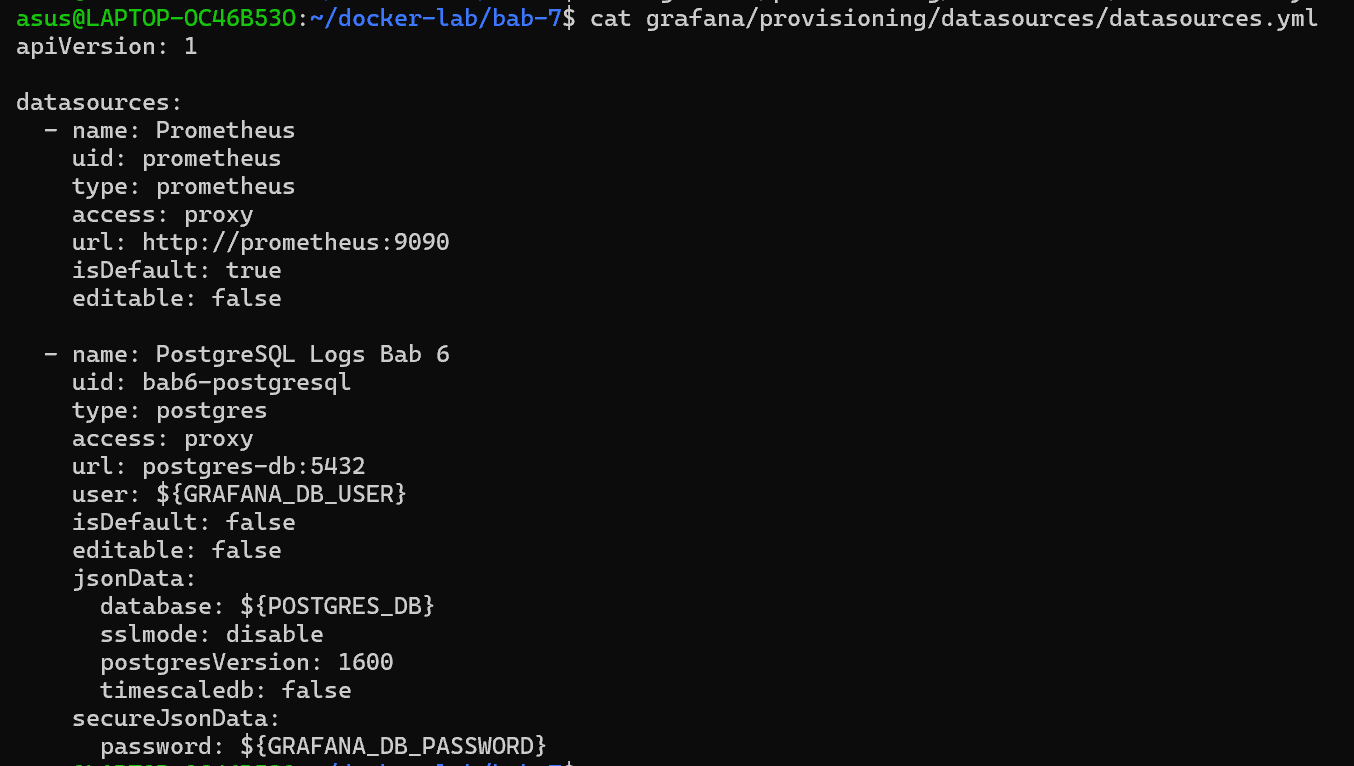 asus@LAPTOP-OC46B53O:~/docker-lab/bab-7$ cat grafana/provisioning/datasources/datasources.yml
apiVersion: 1

datasources:
  - name: Prometheus
    uid: prometheus
    type: prometheus
    access: proxy
    url: http://prometheus:9090
    isDefault: true
    editable: false

  - name: PostgreSQL Logs Bab 6
    uid: bab6-postgresql
    type: postgres
    access: proxy
    url: postgres-db:5432
    user: ${GRAFANA_DB_USER}
    isDefault: false
    editable: false
    jsonData:
      database: ${POSTGRES_DB}
      sslmode: disable
      postgresVersion: 1600
      timescaledb: false
    secureJsonData:
      password: ${GRAFANA_DB_PASSWORD}